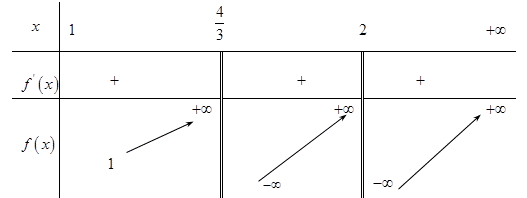 x 1 4/3 2 +∞
f'(x) + + +
+∞ +∞ +∞
f(x)
1 −∞ −∞